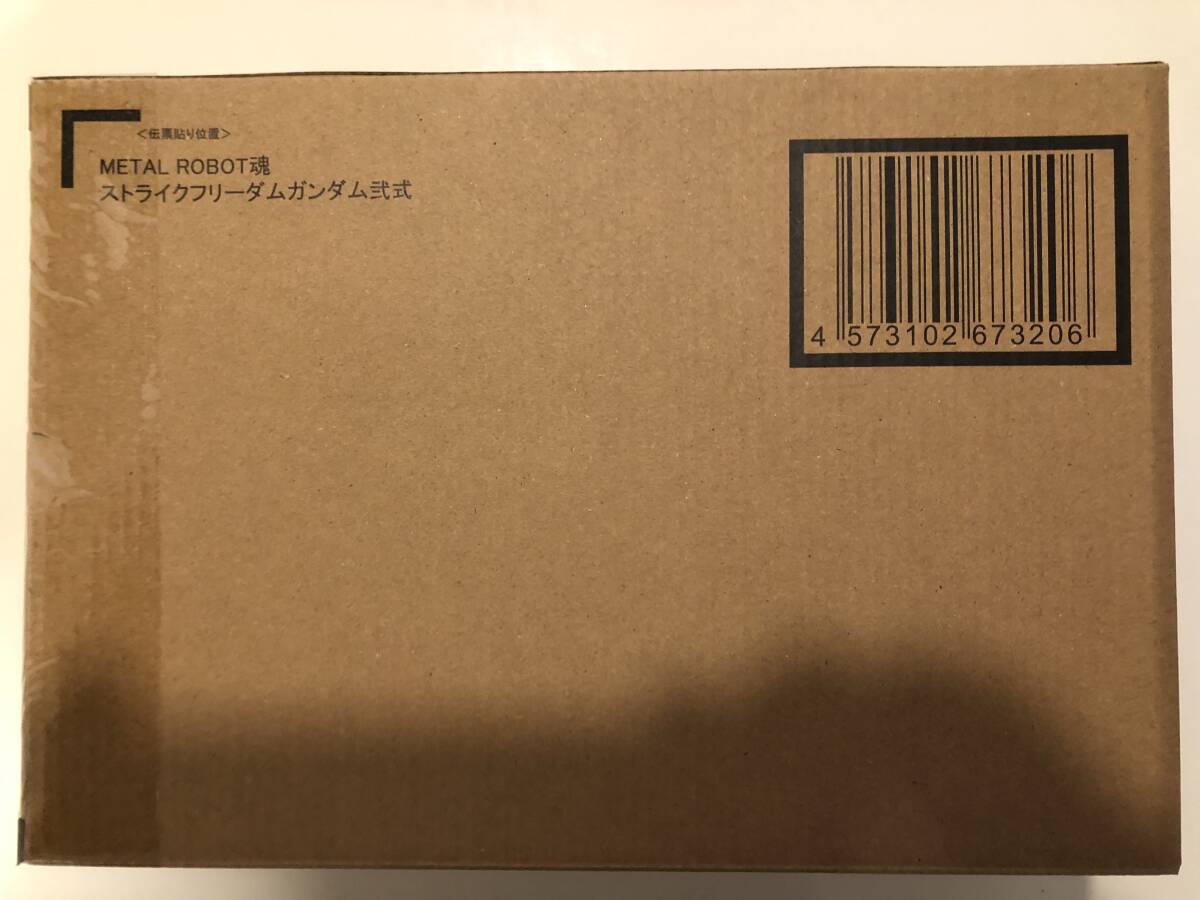 <伝票貼り位置>
METAL ROBOT魂
ストライクフリーダムガンダム弐式
4 573102 673206